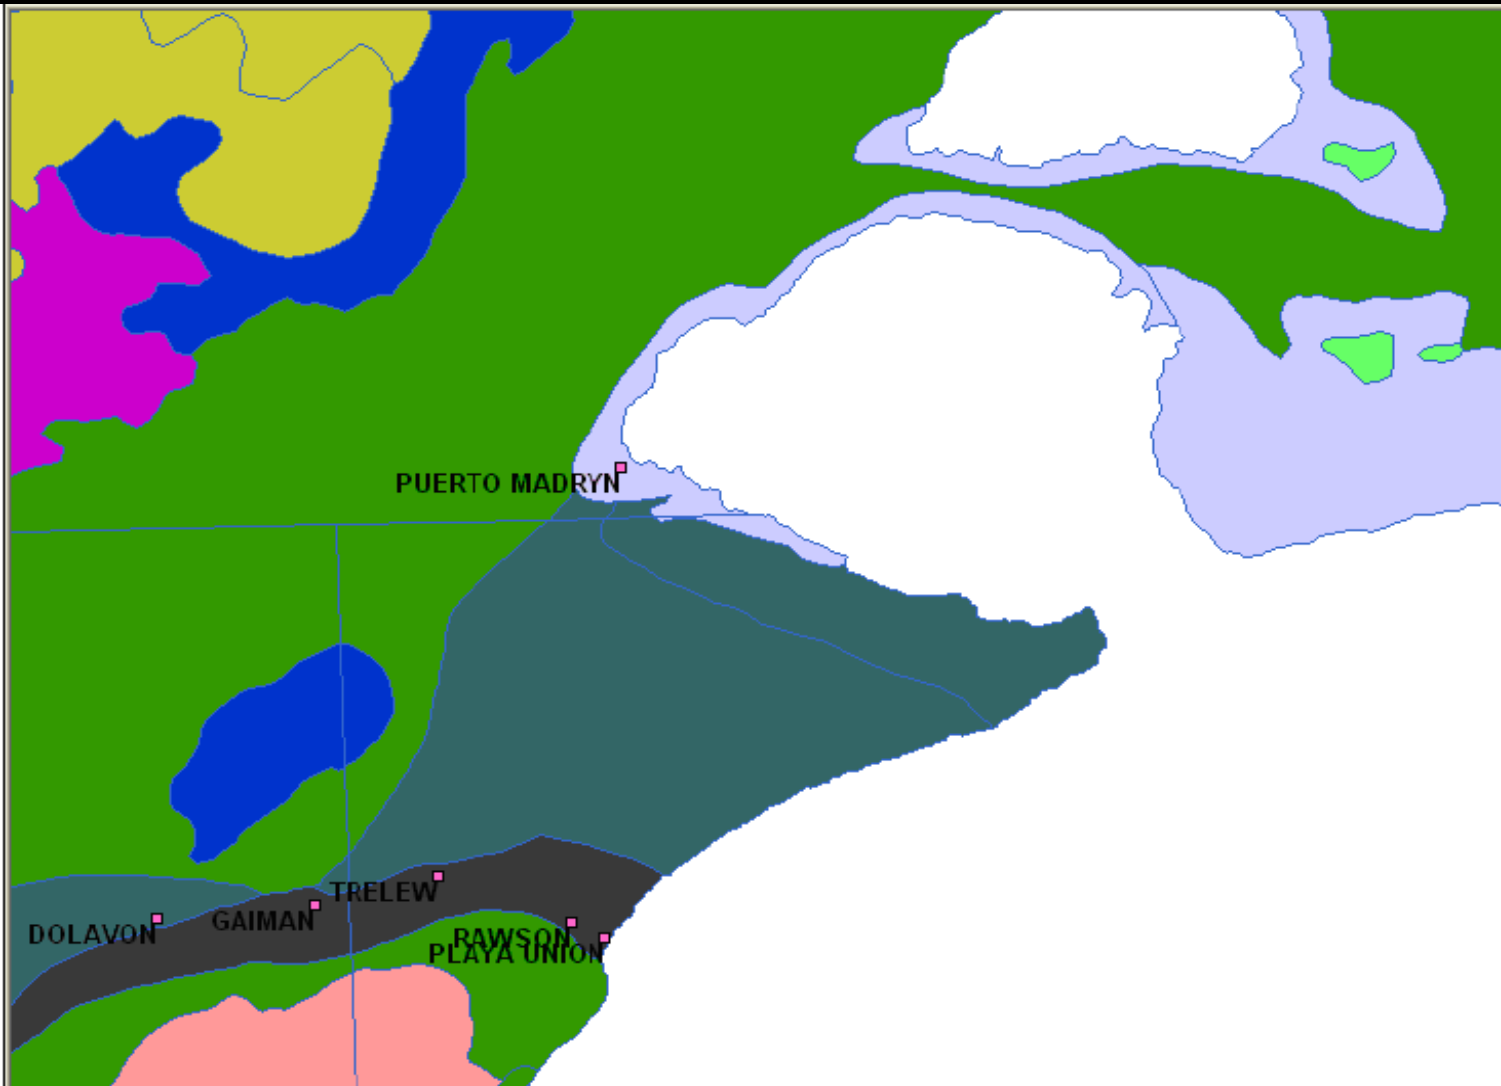 PUERTO MADRYN
TRELEW
GAIMAN
DOLAVON
RAWSON
PLAYA UNION